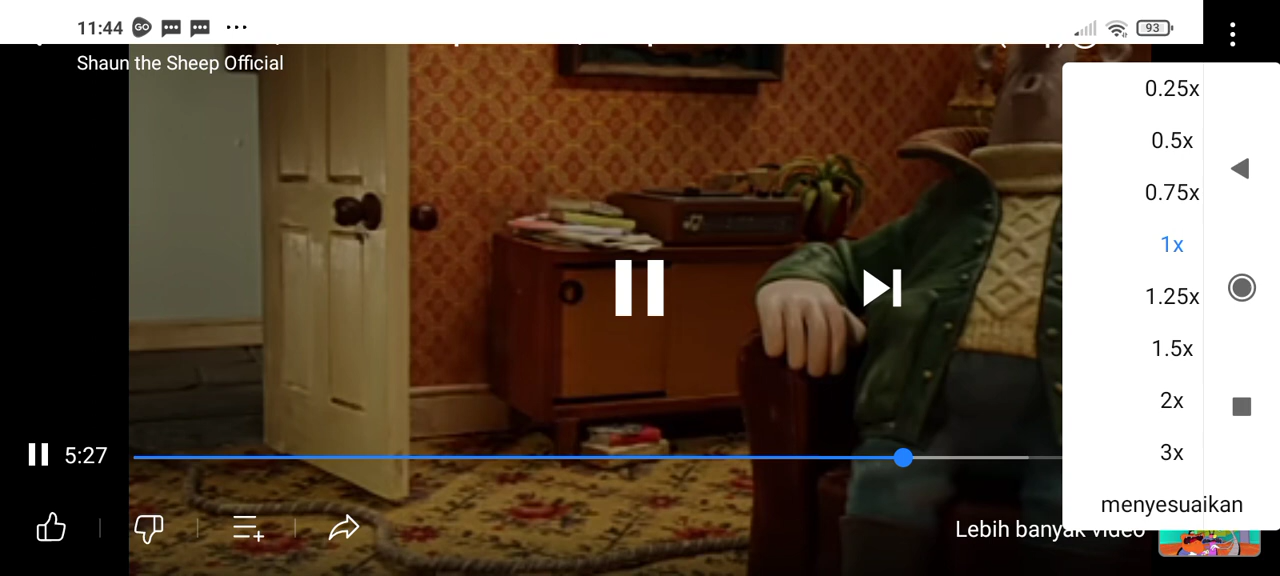 11:44
GO
93
Shaun the Sheep Official
0.25x
0.5x
0.75x
1x
1.25x
1.5x
2x
3x
menyesuaikan
5:27
Lebih banyak video